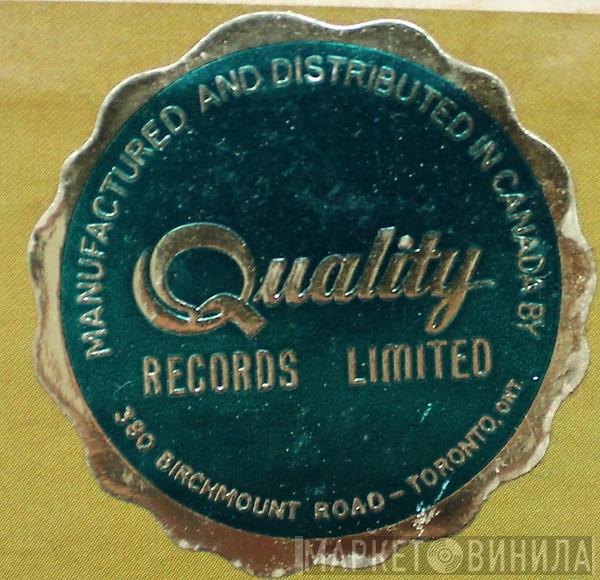 MANUFACTURED AND DISTRIBUTED IN CANADA BY
Quality
RECORDS LIMITED
380 BIRCHMOUNT ROAD – TORONTO, ONT.
МАРКЕТ ВИНИЛА